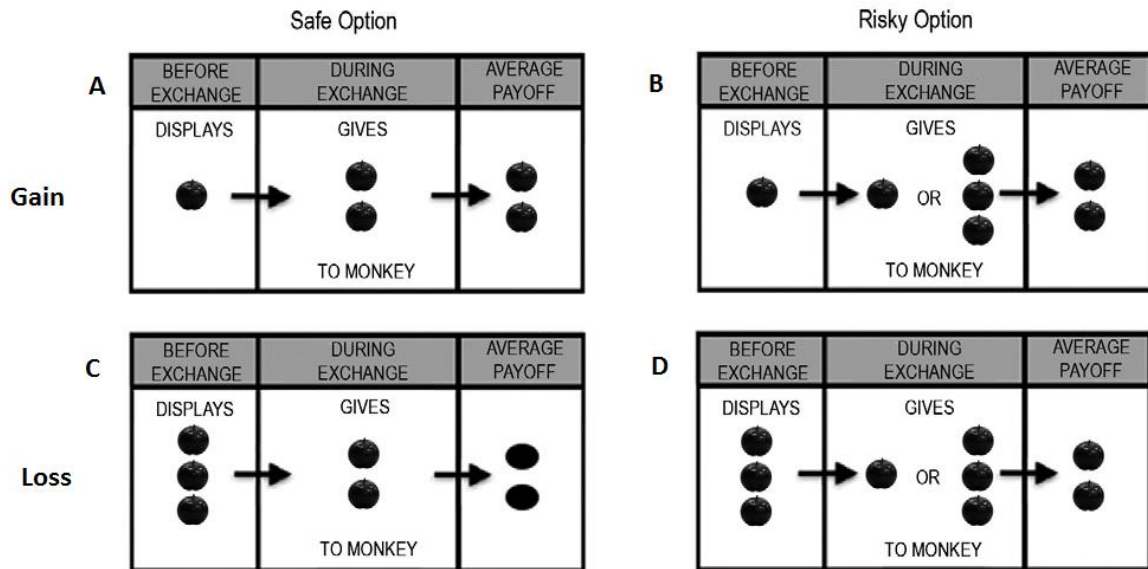 Safe Option
Risky Option
A
BEFORE EXCHANGE
DURING EXCHANGE
AVERAGE PAYOFF
DISPLAYS
GIVES
TO MONKEY
B
BEFORE EXCHANGE
DURING EXCHANGE
AVERAGE PAYOFF
DISPLAYS
GIVES
OR
TO MONKEY
Gain
C
BEFORE EXCHANGE
DURING EXCHANGE
AVERAGE PAYOFF
DISPLAYS
GIVES
TO MONKEY
D
BEFORE EXCHANGE
DURING EXCHANGE
AVERAGE PAYOFF
DISPLAYS
GIVES
OR
TO MONKEY
Loss